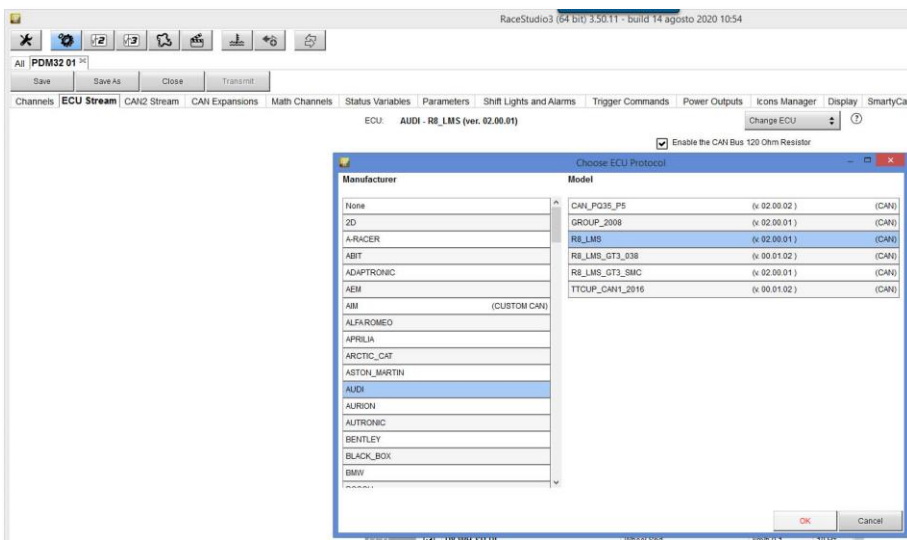 RaceStudio3 (64 bit) 3.50.11 - build 14 agosto 2020 10:54
All PDM32 01
Save Save As Close Transmit
Channels ECU Stream CAN2 Stream CAN Expansions Math Channels Status Variables Parameters Shift Lights and Alarms Trigger Commands Power Outputs Icons Manager Display SmartyCa
ECU: AUDI - R8_LMS (ver. 02.00.01) Change ECU
Enable the CAN Bus 120 Ohm Resistor
Choose ECU Protocol
Manufacturer Model
None CAN_PQ35_P5 (v. 02.00.02 ) (CAN)
2D GROUP_2008 (v. 02.00.01 ) (CAN)
A-RACER R8_LMS (v. 02.00.01 ) (CAN)
ABIT R8_LMS_GT3_038 (v. 00.01.02 ) (CAN)
ADAPTRONIC R8_LMS_GT3_SMC (v. 02.00.01 ) (CAN)
AEM TTCUP_CAN1_2016 (v. 00.01.02 ) (CAN)
AIM (CUSTOM CAN)
ALFAROMEO
APRILIA
ARCTIC_CAT
ASTON_MARTIN
AUDI
AURION
AUTRONIC
BENTLEY
BLACK_BOX
BMW
OK Cancel